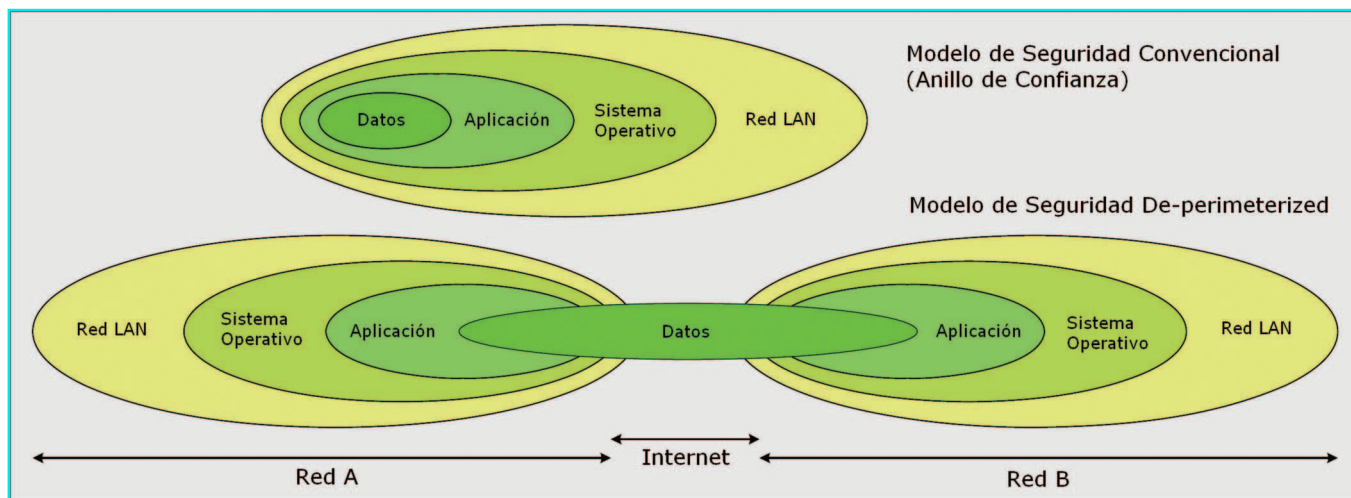 Modelo de Seguridad Convencional
(Anillo de Confianza)
Datos
Aplicación
Sistema
Operativo
Red LAN
Modelo de Seguridad De-perimeterized
Red LAN
Sistema
Operativo
Aplicación
Datos
Aplicación
Sistema
Operativo
Red LAN
Red A
Internet
Red B